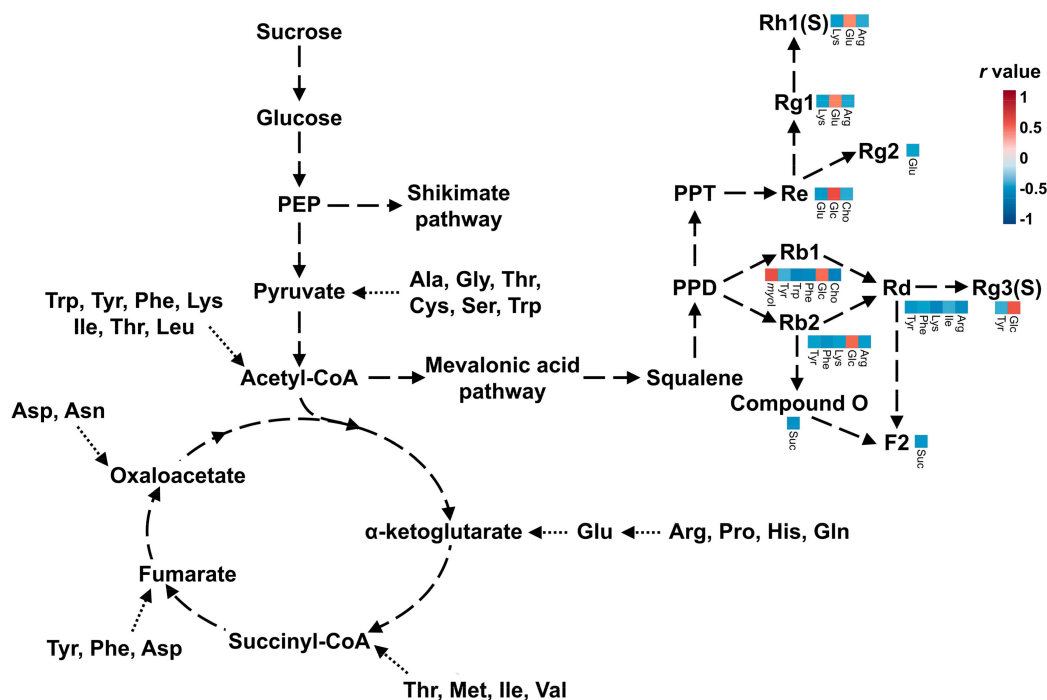 Sucrose
Glucose
PEP
Shikimate
pathway
Pyruvate
Ala, Gly, Thr,
Cys, Ser, Trp
Trp, Tyr, Phe, Lys
Ile, Thr, Leu
Acetyl-CoA
Mevalonic acid
pathway
Squalene
Asp, Asn
Oxaloacetate
α-ketoglutarate
Glu
Arg, Pro, His, Gln
Fumarate
Tyr, Phe, Asp
Succinyl-CoA
Thr, Met, Ile, Val
PPD
PPT
Rh1(S)
Lys
Glu
Arg
Rg1
Lys
Glu
Arg
Rg2
Glu
Re
Glu
Glc
Cho
Rb1
myoI
Tyr
Trp
Phe
Glc
Cho
Rb2
Tyr
Phe
Lys
Glc
Arg
Rd
Tyr
Phe
Lys
Ile
Arg
Rg3(S)
Tyr
Glc
Compound O
Suc
F2
Suc
r value
1
0.5
0
-0.5
-1